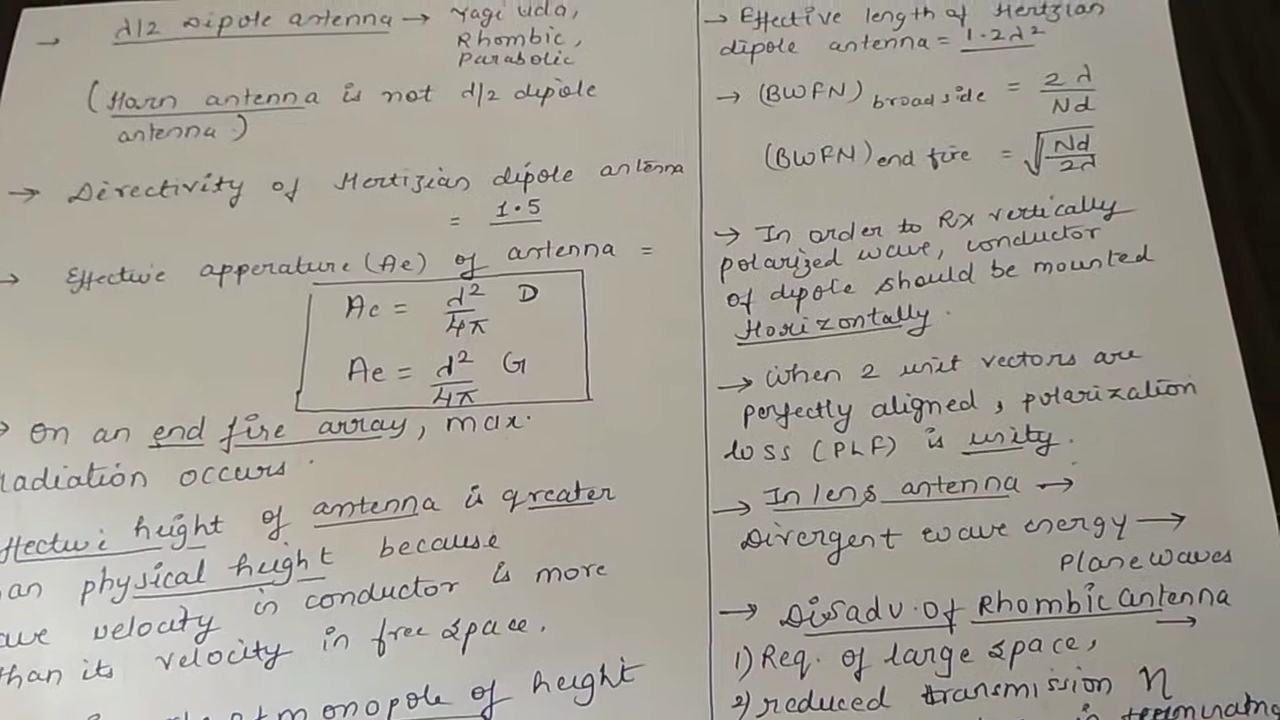 → λ/2 Dipole antenna → Yagi Uda,
Rhombic,
Parabolic
(Harn antenna is not λ/2 dipole
antenna.)
→ Directivity of Hertizian dipole antenna
= 1.5
→ Effective apperature (Ae) of antenna =
Ae = λ²/4π D
Ae = λ²/4π G
→ On an end fire array, max.
radiation occurs.
height of antenna is greater
physical height because
velocity in conductor is more
than its velocity in free space.
monopole of height
→ Effective length of Hertzian
dipole antenna = 1.2λ²
→ (BWFN) broadside = 2λ/Nd
(BWFN) end fire = √(Nd/2λ)
→ In order to RX vertically
polarized wave, conductor
of dipole should be mounted
Horizontally.
→ When 2 unit vectors are
perfectly aligned, polarization
loss (PLF) is unity.
→ In lens antenna →
Divergent wave energy →
Plane waves
→ Disadv. Of Rhombic antenna
→
1) Req. of large space,
2) reduced transmission η